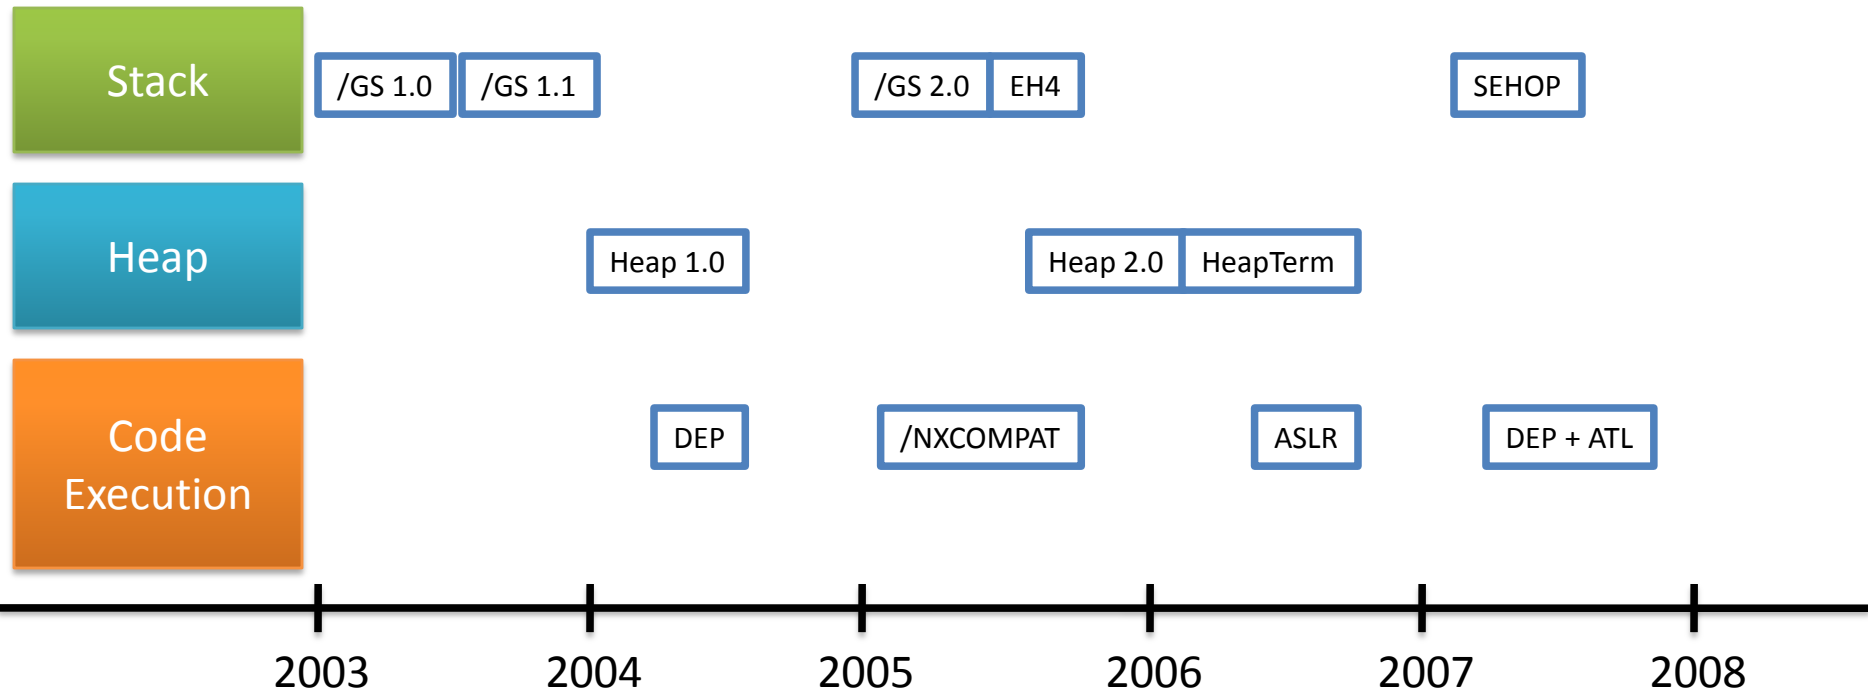 Stack
/GS 1.0
/GS 1.1
/GS 2.0
EH4
SEHOP
Heap
Heap 1.0
Heap 2.0
HeapTerm
Code
Execution
DEP
/NXCOMPAT
ASLR
DEP + ATL
2003
2004
2005
2006
2007
2008